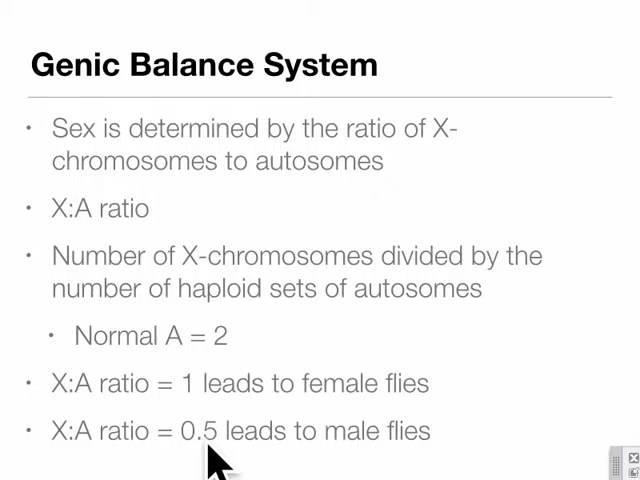 Genic Balance System
• Sex is determined by the ratio of X-
chromosomes to autosomes
• X:A ratio
• Number of X-chromosomes divided by the
number of haploid sets of autosomes
• Normal A = 2
• X:A ratio = 1 leads to female flies
• X:A ratio = 0.5 leads to male flies